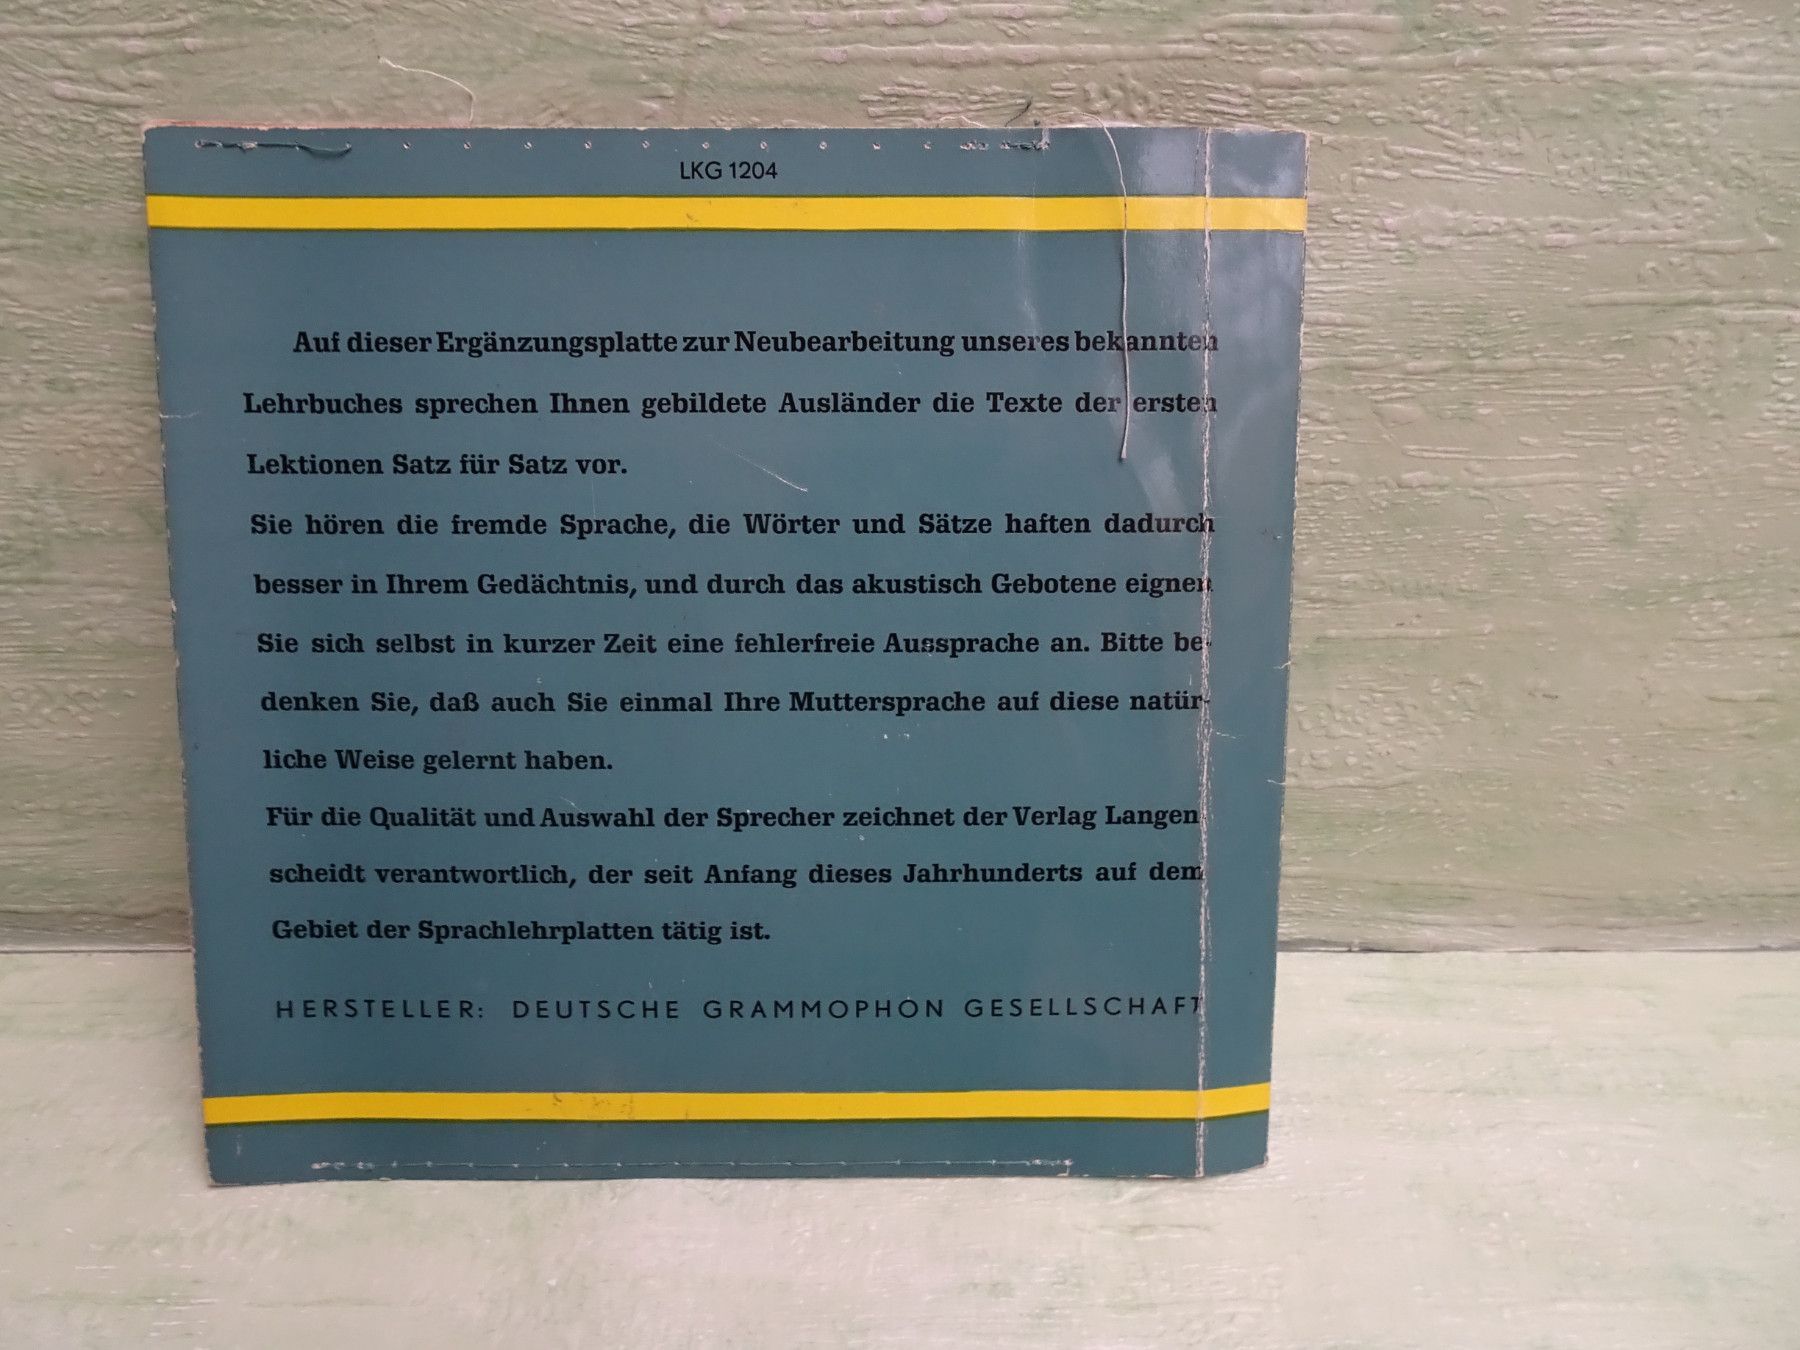 LKG 1204
Auf dieser Ergänzungsplatte zur Neubearbeitung unseres bekannten
Lehrbuches sprechen Ihnen gebildete Ausländer die Texte der ersten
Lektionen Satz für Satz vor.
Sie hören die fremde Sprache, die Wörter und Sätze haften dadurch
besser in Ihrem Gedächtnis, und durch das akustisch Gebotene eignen
Sie sich selbst in kurzer Zeit eine fehlerfreie Aussprache an. Bitte be-
denken Sie, daß auch Sie einmal Ihre Muttersprache auf diese natür-
liche Weise gelernt haben.
Für die Qualität und Auswahl der Sprecher zeichnet der Verlag Langen-
scheidt verantwortlich, der seit Anfang dieses Jahrhunderts auf dem
Gebiet der Sprachlehrplatten tätig ist.
HERSTELLER: DEUTSCHE GRAMMOPHON GESELLSCHAFT